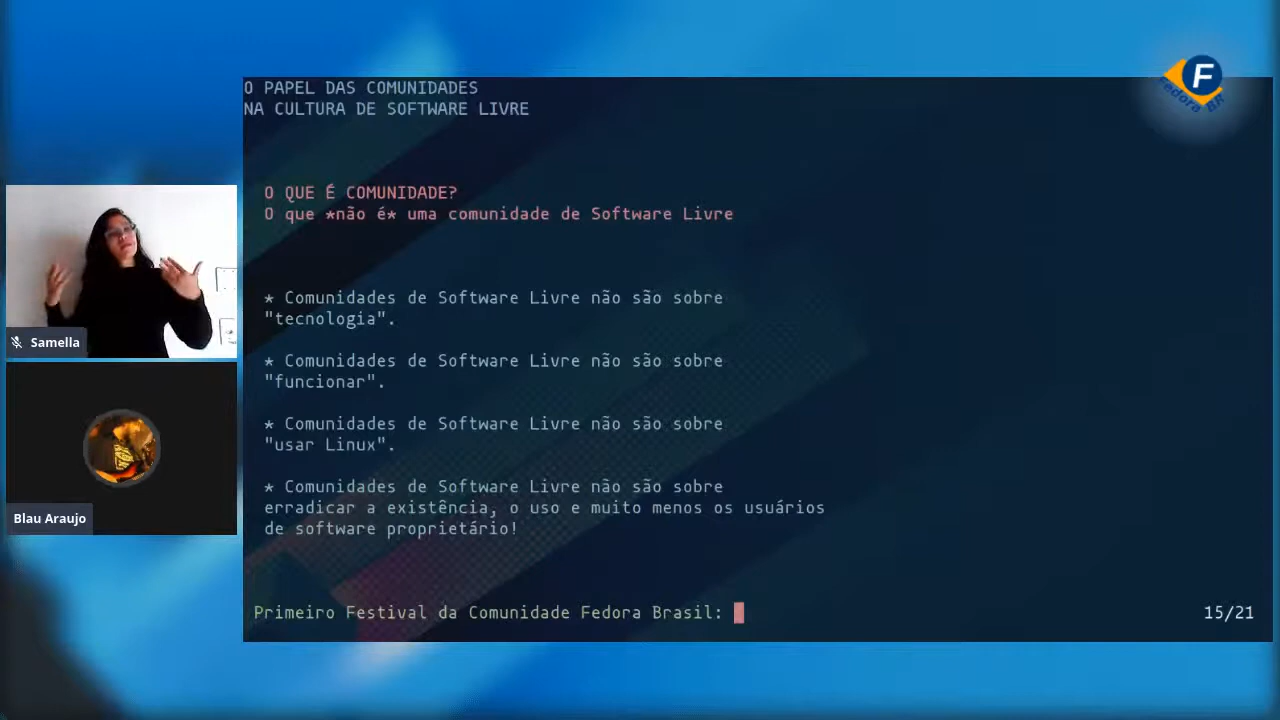 O PAPEL DAS COMUNIDADES
NA CULTURA DE SOFTWARE LIVRE
F
Fedora BR
O QUE É COMUNIDADE?
O que *não é* uma comunidade de Software Livre
* Comunidades de Software Livre não são sobre
"tecnologia".
* Comunidades de Software Livre não são sobre
"funcionar".
* Comunidades de Software Livre não são sobre
"usar Linux".
* Comunidades de Software Livre não são sobre
erradicar a existência, o uso e muito menos os usuários
de software proprietário!
Primeiro Festival da Comunidade Fedora Brasil:
15/21
Samella
Blau Araujo